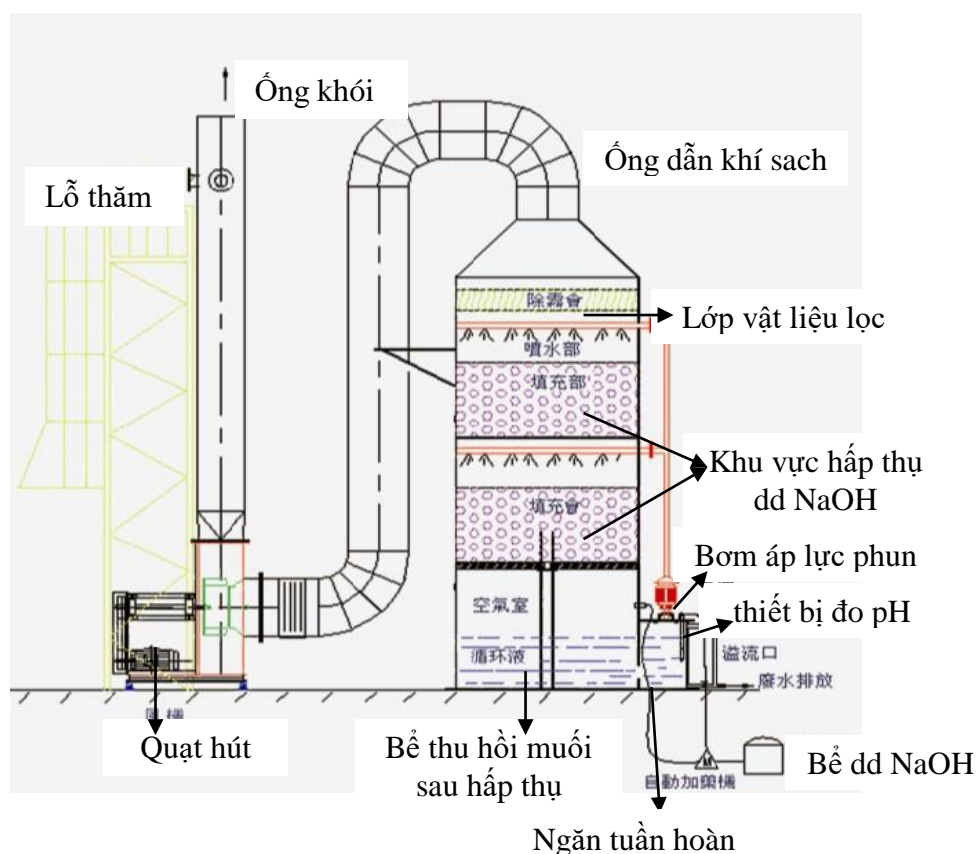 Ống khói
Ống dẫn khí sach
Lỗ thăm
除霧會
Lớp vật liệu lọc
噴水部
填充部
Khu vực hấp thụ
dd NaOH
填充會
Bơm áp lực phun
空氣室
thiết bị đo pH
循环液
溢流口
廢水排放
Quạt hút
Bể thu hồi muối
sau hấp thụ
M
Bể dd NaOH
自動加藥機
Ngăn tuần hoàn